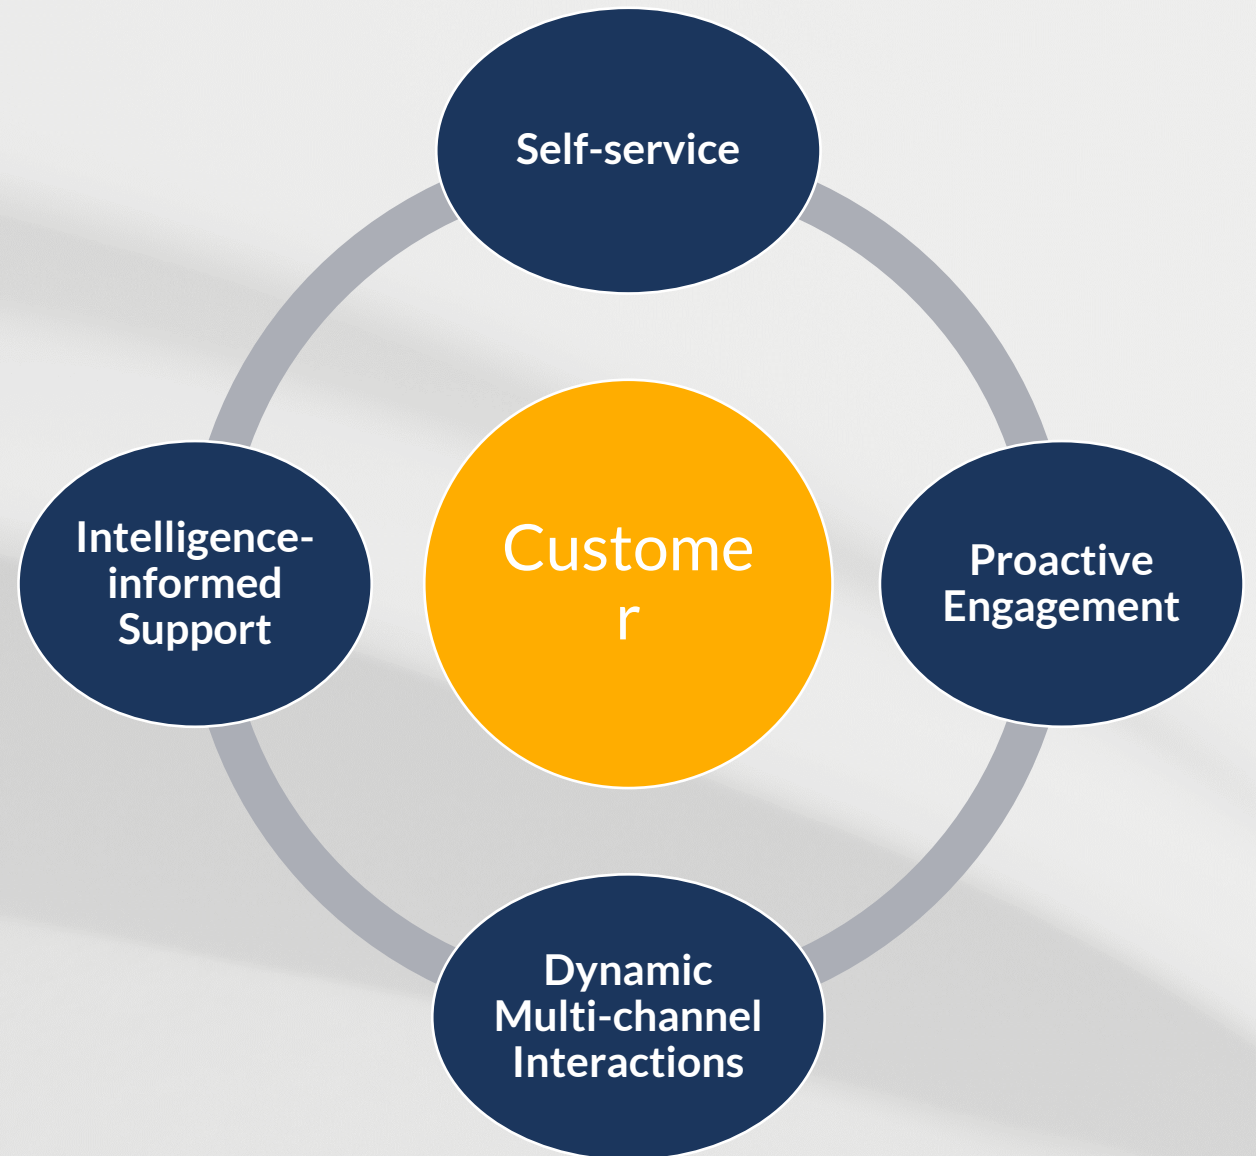 Self-service
Intelligence-
informed
Support
Custome
r
Proactive
Engagement
Dynamic
Multi-channel
Interactions